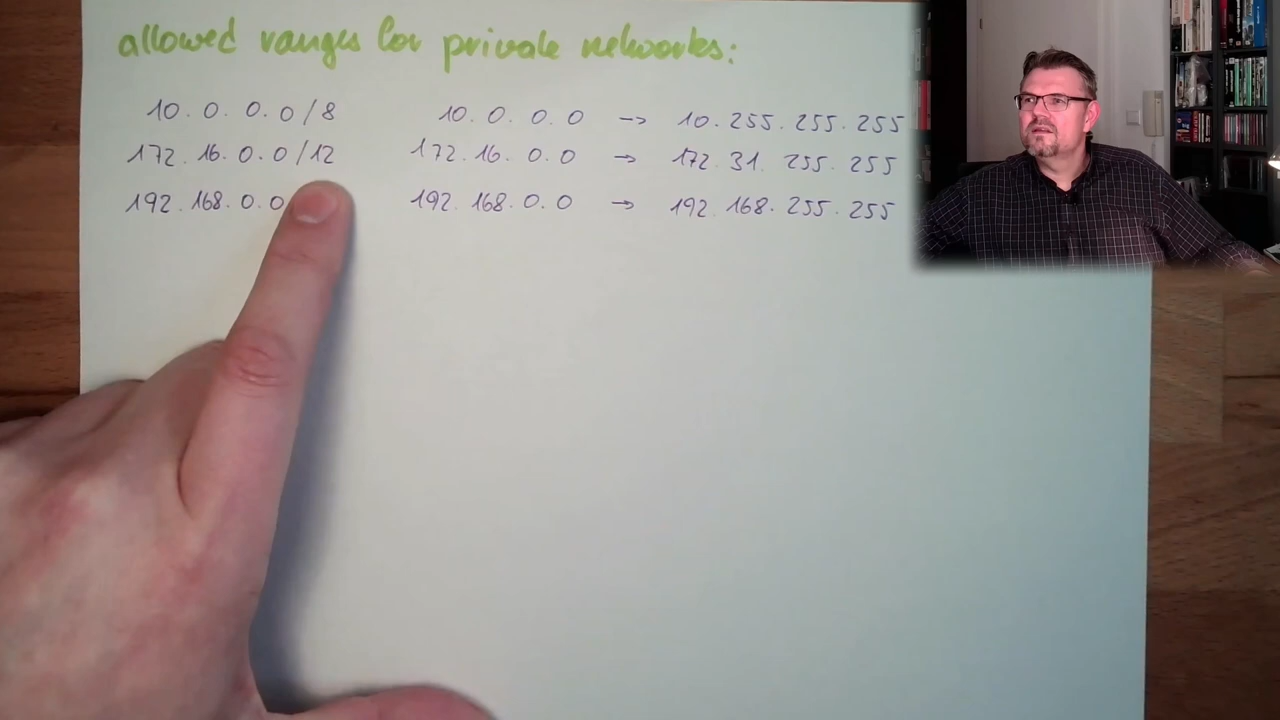 allowed ranges for private networks:
10.0.0.0/8 10.0.0.0 → 10.255.255.255
172.16.0.0/12 172.16.0.0 → 172.31.255.255
192.168.0.0 192.168.0.0 → 192.168.255.255